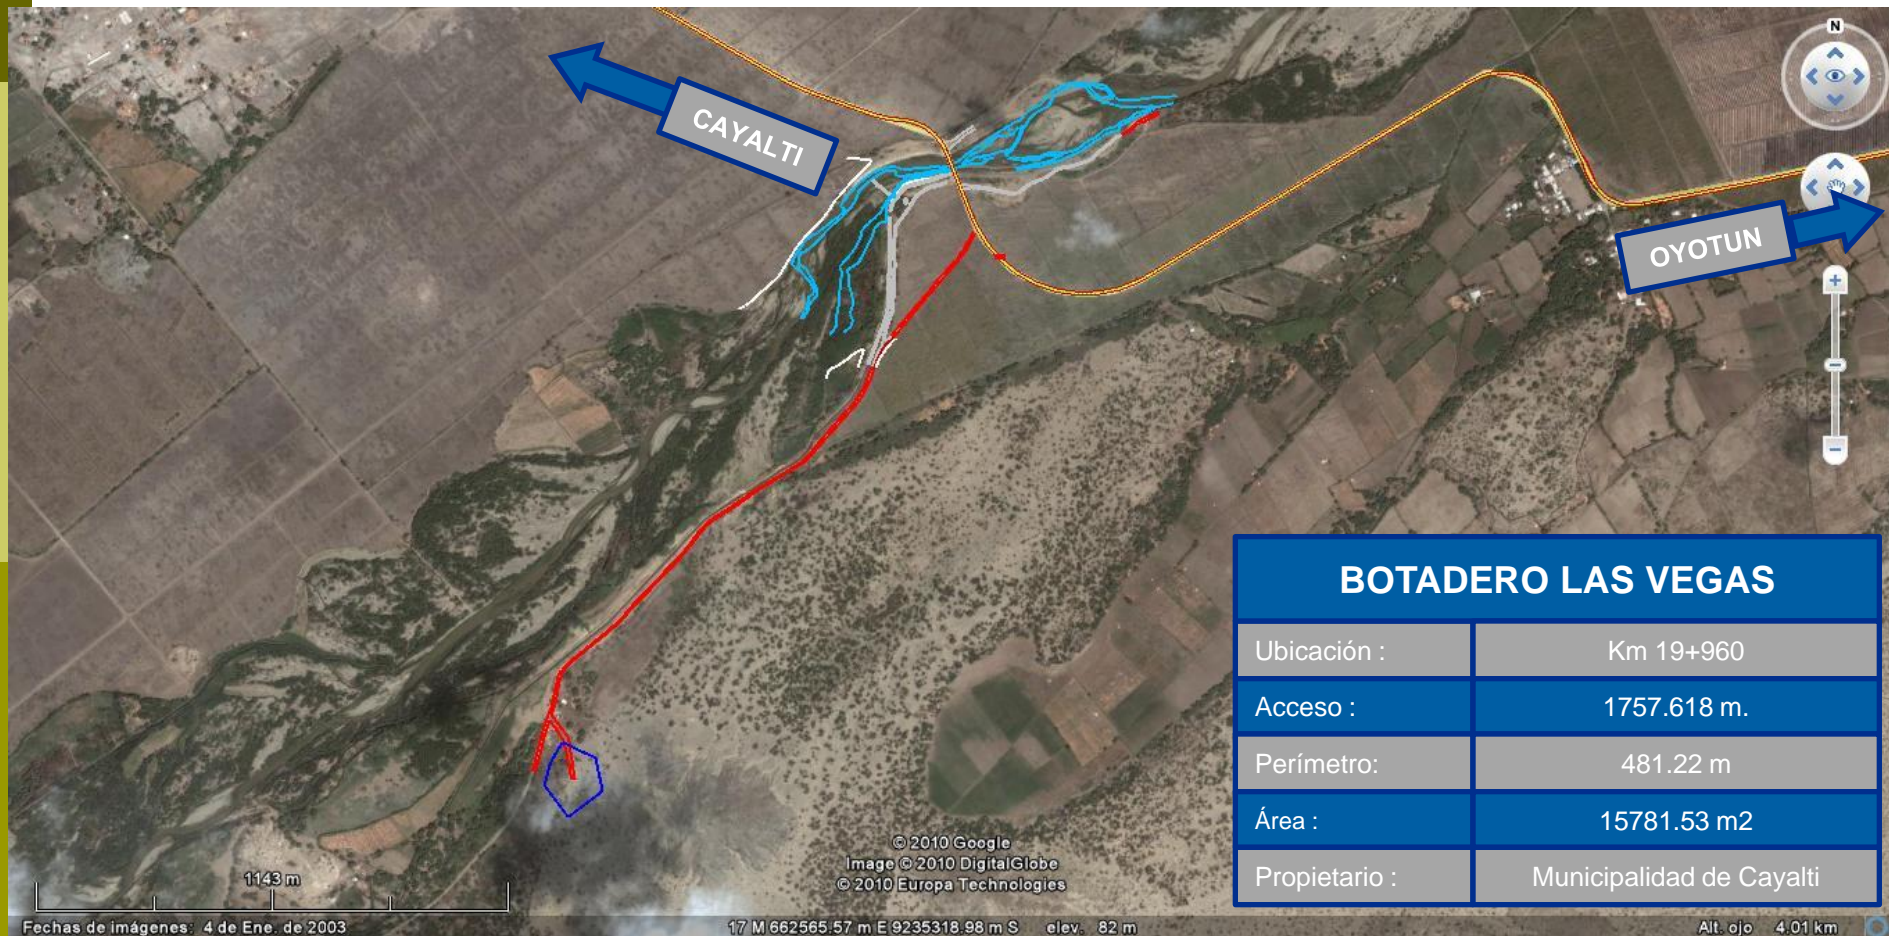 N
CAYALTI
OYOTUN
BOTADERO LAS VEGAS
Ubicación : Km 19+960
Acceso : 1757.618 m.
Perímetro: 481.22 m
Área : 15781.53 m2
Propietario : Municipalidad de Cayalti
© 2010 Google
Image © 2010 DigitalGlobe
© 2010 Europa Technologies
1143 m
Fechas de imágenes: 4 de Ene. de 2003 17 M 662565.57 m E 9235318.98 m S elev. 82 m Alt. ojo 4.01 km